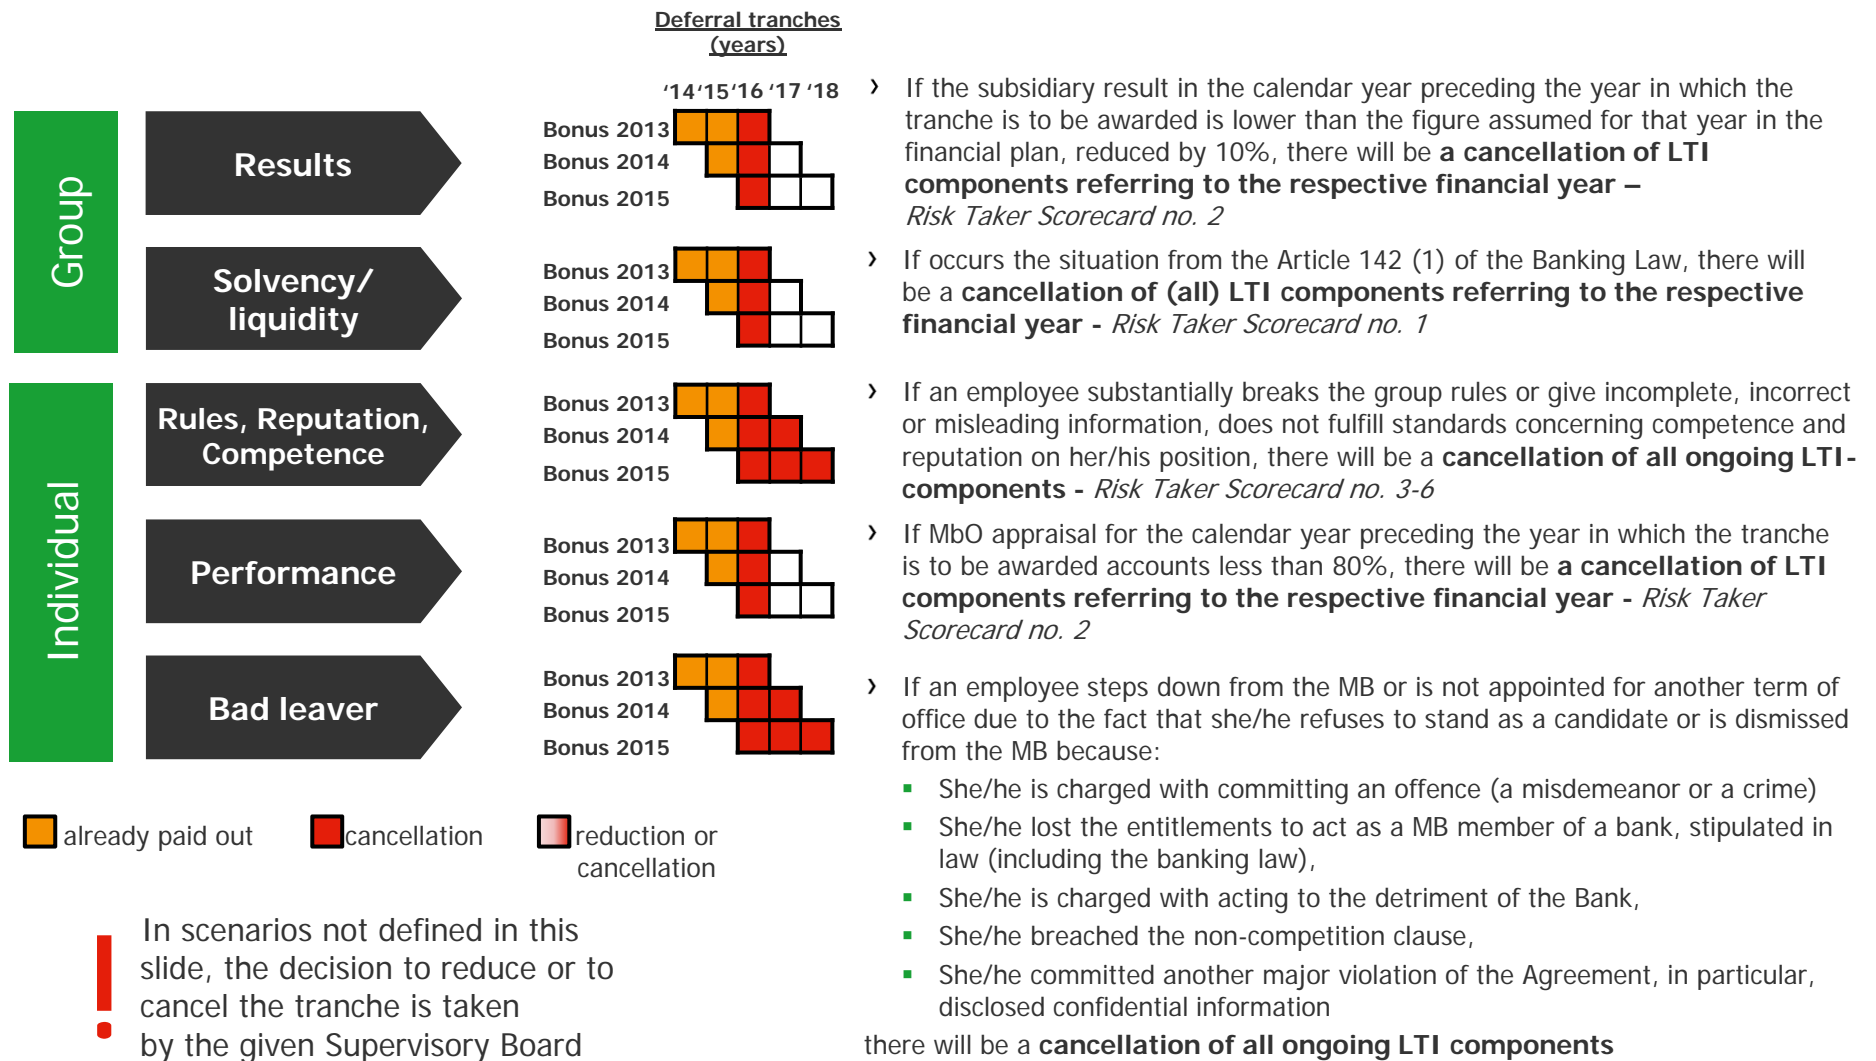 Deferral tranches
(years)
‘14‘15‘16 ‘17 ‘18
Group
Results
Bonus 2013
Bonus 2014
Bonus 2015
› If the subsidiary result in the calendar year preceding the year in which the
tranche is to be awarded is lower than the figure assumed for that year in the
financial plan, reduced by 10%, there will be a cancellation of LTI
components referring to the respective financial year –
Risk Taker Scorecard no. 2
Solvency/
liquidity
Bonus 2013
Bonus 2014
Bonus 2015
› If occurs the situation from the Article 142 (1) of the Banking Law, there will
be a cancellation of (all) LTI components referring to the respective
financial year - Risk Taker Scorecard no. 1
Individual
Rules, Reputation,
Competence
Bonus 2013
Bonus 2014
Bonus 2015
› If an employee substantially breaks the group rules or give incomplete, incorrect
or misleading information, does not fulfill standards concerning competence and
reputation on her/his position, there will be a cancellation of all ongoing LTI-
components - Risk Taker Scorecard no. 3-6
Performance
Bonus 2013
Bonus 2014
Bonus 2015
› If MbO appraisal for the calendar year preceding the year in which the tranche
is to be awarded accounts less than 80%, there will be a cancellation of LTI
components referring to the respective financial year - Risk Taker
Scorecard no. 2
Bad leaver
Bonus 2013
Bonus 2014
Bonus 2015
› If an employee steps down from the MB or is not appointed for another term of
office due to the fact that she/he refuses to stand as a candidate or is dismissed
from the MB because:
▪ She/he is charged with committing an offence (a misdemeanor or a crime)
▪ She/he lost the entitlements to act as a MB member of a bank, stipulated in
law (including the banking law),
▪ She/he is charged with acting to the detriment of the Bank,
▪ She/he breached the non-competition clause,
▪ She/he committed another major violation of the Agreement, in particular,
disclosed confidential information
there will be a cancellation of all ongoing LTI components
already paid out
cancellation
reduction or
cancellation
!
In scenarios not defined in this
slide, the decision to reduce or to
cancel the tranche is taken
by the given Supervisory Board